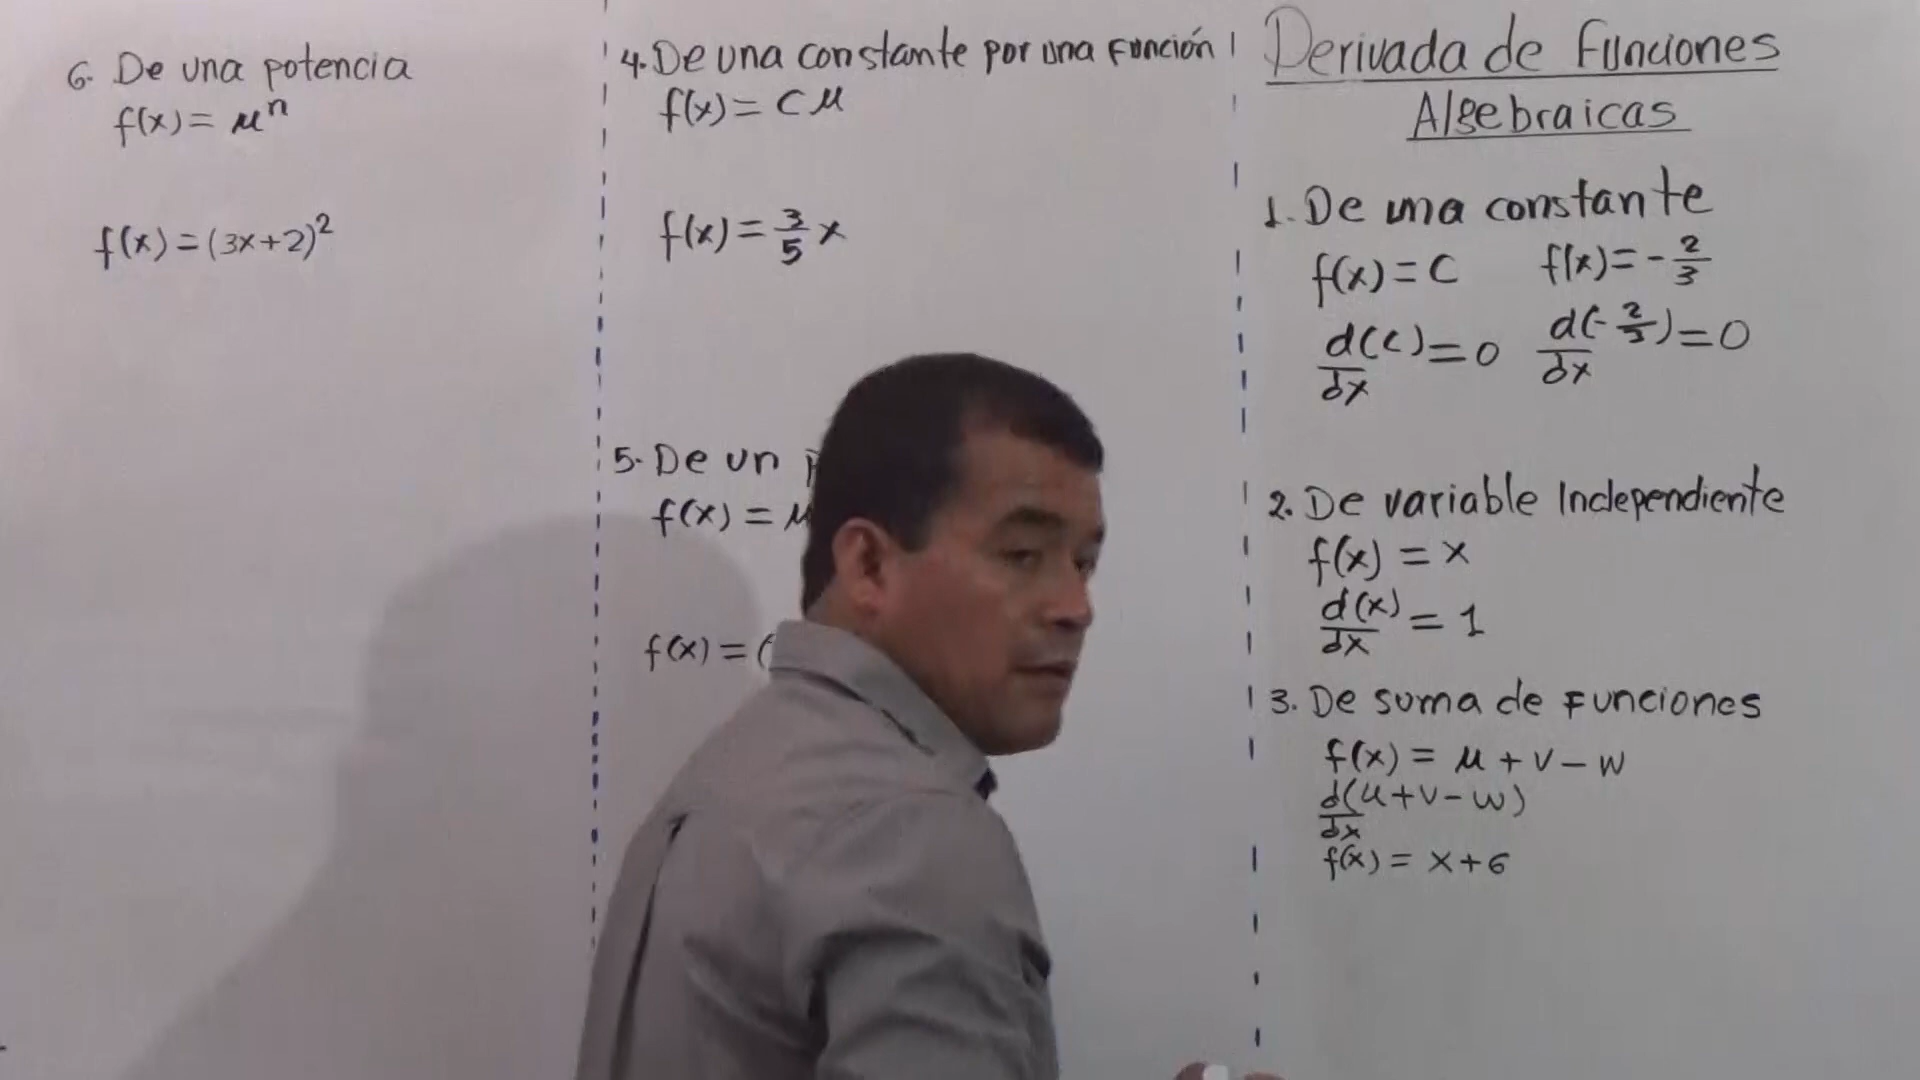 Derivada de Funciones
Algebraicas
1. De una constante
f(x) = C
f(x) = - 2/3
d(c)/dx = 0
d(- 2/3)/dx = 0
2. De variable Independiente
f(x) = x
d(x)/dx = 1
3. De suma de Funciones
f(x) = μ + v - w
d(μ + v - w)/dx
f(x) = x + 6
4. De una constante por una Función
f(x) = C μ
f(x) = 3/5 x
5. De un
f(x) = μ
f(x) = (
6. De una potencia
f(x) = μⁿ
f(x) = (3x+2)²